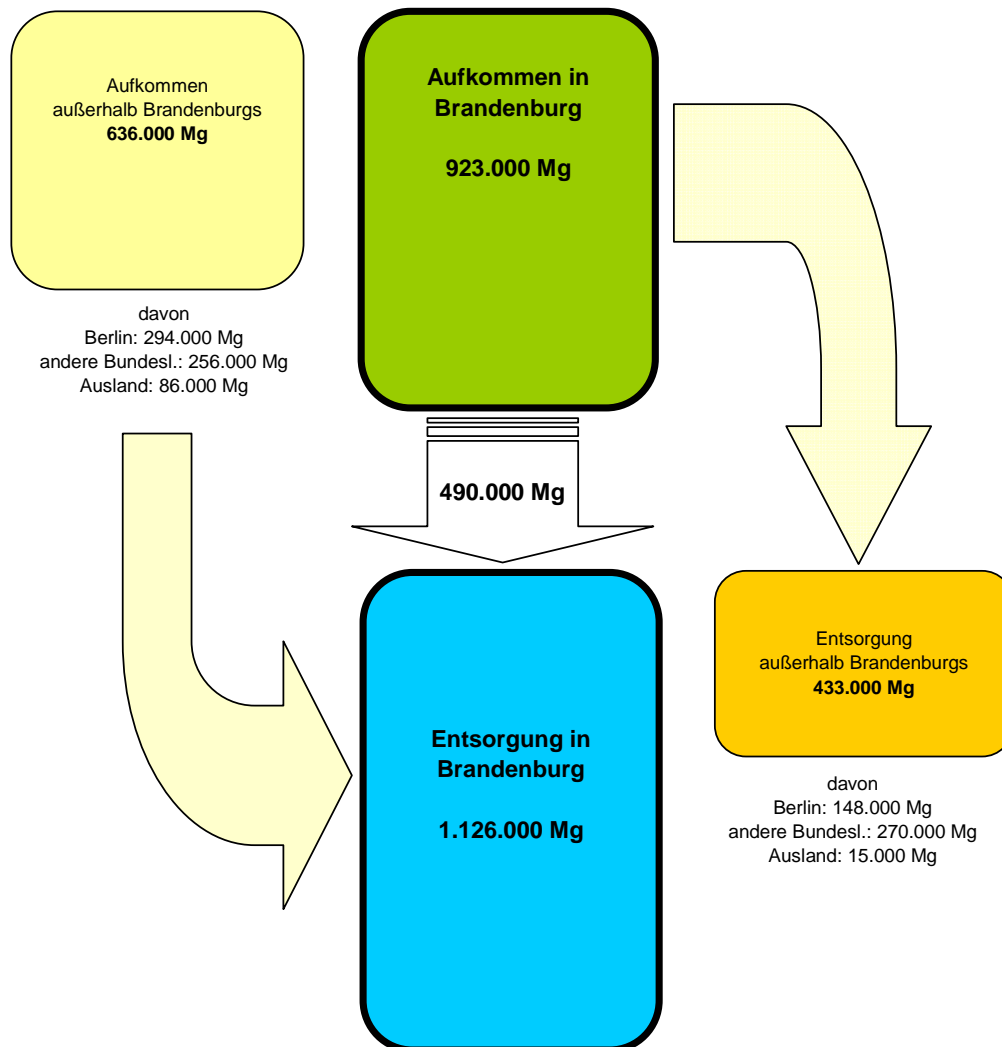 Aufkommen
außerhalb Brandenburgs
636.000 Mg
davon
Berlin: 294.000 Mg
andere Bundesl.: 256.000 Mg
Ausland: 86.000 Mg
Aufkommen in
Brandenburg
923.000 Mg
490.000 Mg
Entsorgung in
Brandenburg
1.126.000 Mg
Entsorgung
außerhalb Brandenburgs
433.000 Mg
davon
Berlin: 148.000 Mg
andere Bundesl.: 270.000 Mg
Ausland: 15.000 Mg